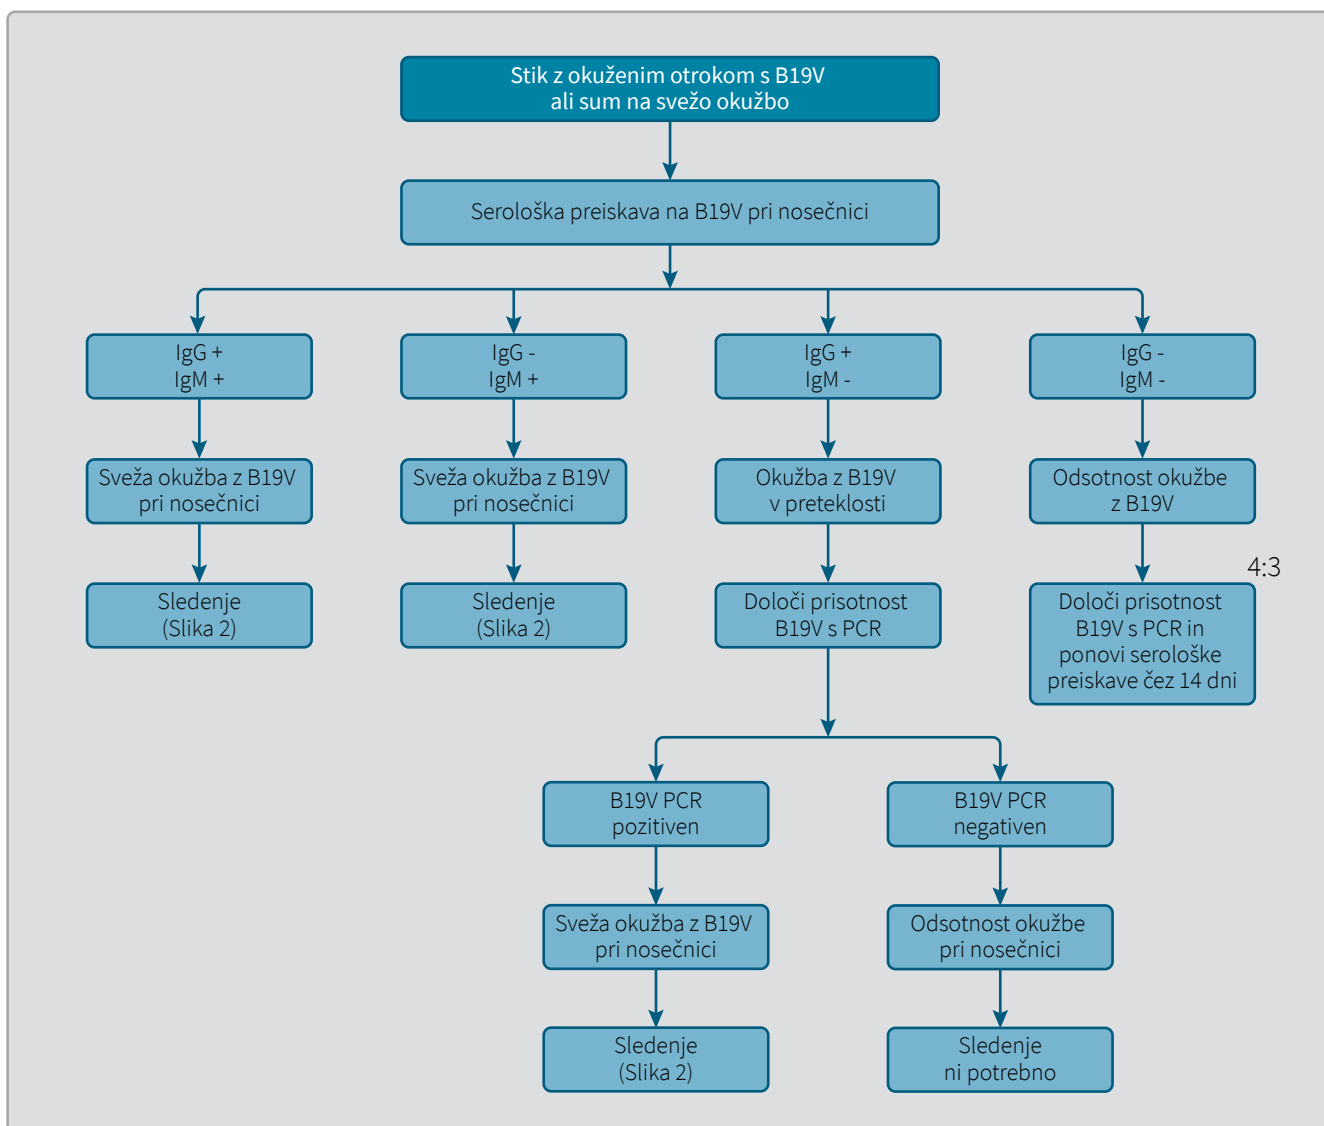 Stik z okuženim otrokom s B19V
ali sum na svežo okužbo
Serološka preiskava na B19V pri nosečnici
IgG +
IgM +
IgG -
IgM +
IgG +
IgM -
IgG -
IgM -
Sveža okužba z B19V
pri nosečnici
Sveža okužba z B19V
pri nosečnici
Okužba z B19V
v preteklosti
Odsotnost okužbe
z B19V
4:3
Sledenje
(Slika 2)
Sledenje
(Slika 2)
Določi prisotnost
B19V s PCR
Določi prisotnost
B19V s PCR in
ponovi serološke
preiskave čez 14 dni
B19V PCR
pozitiven
B19V PCR
negativen
Sveža okužba z B19V
pri nosečnici
Odsotnost okužbe
pri nosečnici
Sledenje
(Slika 2)
Sledenje
ni potrebno